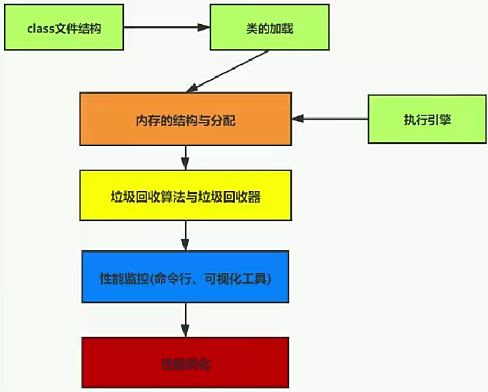 class文件结构
类的加载
内存的结构与分配
执行引擎
垃圾回收算法与垃圾回收器
性能监控(命令行、可视化工具)
性能优化